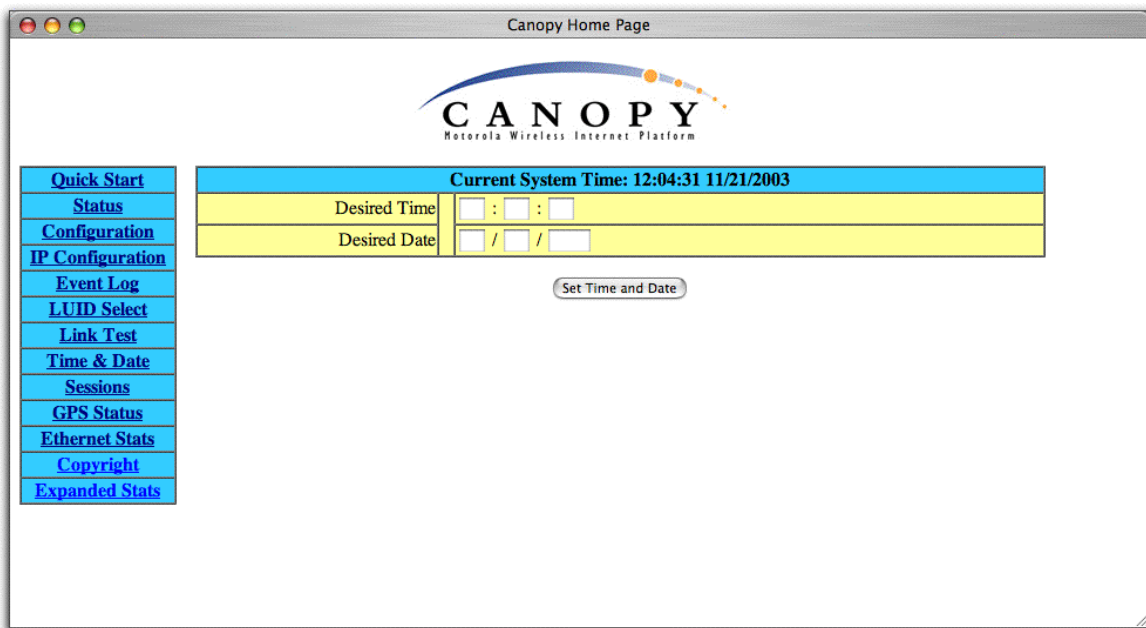 Canopy Home Page
CANOPY
Motorola Wireless Internet Platform
Quick Start
Status
Configuration
IP Configuration
Event Log
LUID Select
Link Test
Time & Date
Sessions
GPS Status
Ethernet Stats
Copyright
Expanded Stats
Current System Time: 12:04:31 11/21/2003
Desired Time : :
Desired Date / /
Set Time and Date